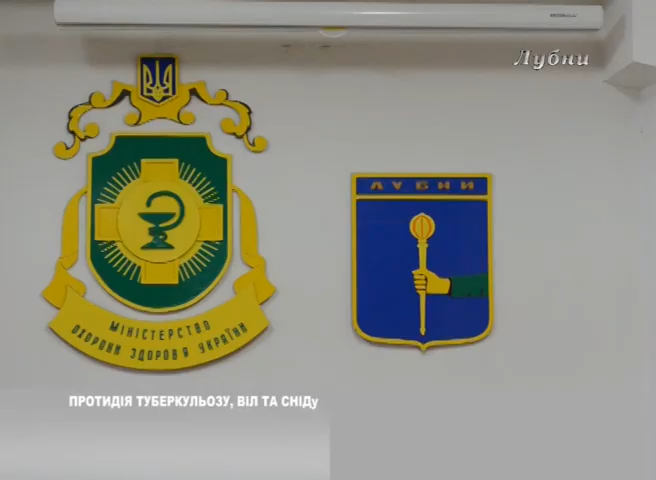 Лубни
ЛУБНИ
МІНІСТЕРСТВО
ОХОРОНИ ЗДОРОВ'Я УКРАЇНИ
ПРОТИДІЯ ТУБЕРКУЛЬОЗУ, ВІЛ ТА СНІДу